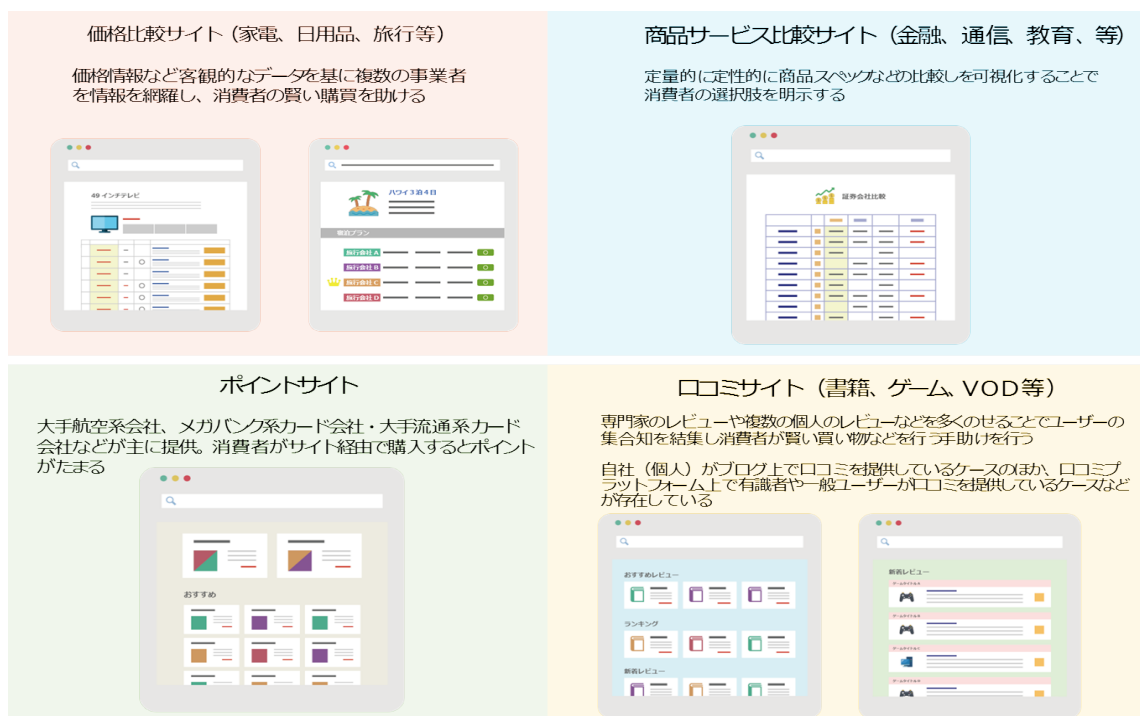 価格比較サイト（家電、日用品、旅行等）
価格情報など客観的なデータを基に複数の事業者
を情報を網羅し、消費者の賢い購買を助ける
49 インチテレビ
ハワイ3泊4日
旅行会社 A
旅行会社 B
旅行会社 C
旅行会社 D
商品サービス比較サイト（金融、通信、教育、等）
定量的に定性的に商品スペックなどの比較しを可視化することで
消費者の選択肢を明示する
証券会社比較
ポイントサイト
大手航空系会社、メガバンク系カード会社・大手流通系カード
会社などが主に提供。消費者がサイト経由で購入するとポイント
がたまる
おすすめ
口コミサイト（書籍、ゲーム、VOD等）
専門家のレビューや複数の個人のレビューなどを多くのせることでユーザーの
集合知を結集し消費者が賢い買い物などを行う手助けを行う
自社（個人）がブログ上で口コミを提供しているケースのほか、口コミプ
ラットフォーム上で有識者や一般ユーザーが口コミを提供しているケースなど
が存在している
おすすめレビュー
ランキング
新着レビュー
新着レビュー